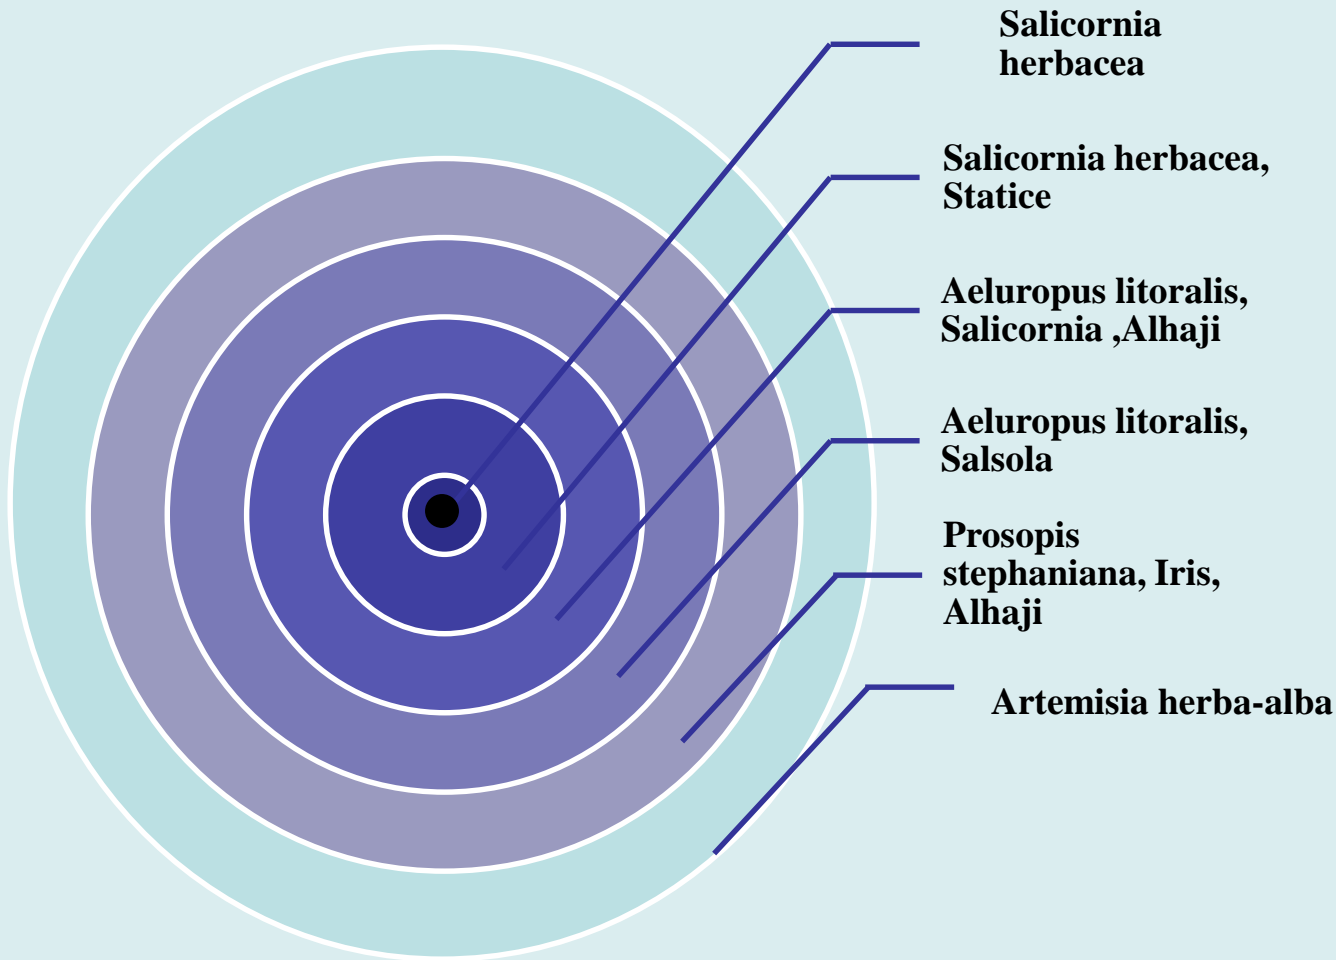 Salicornia
herbacea
Salicornia herbacea,
Statice
Aeluropus litoralis,
Salicornia ,Alhaji
Aeluropus litoralis,
Salsola
Prosopis
stephaniana, Iris,
Alhaji
Artemisia herba-alba